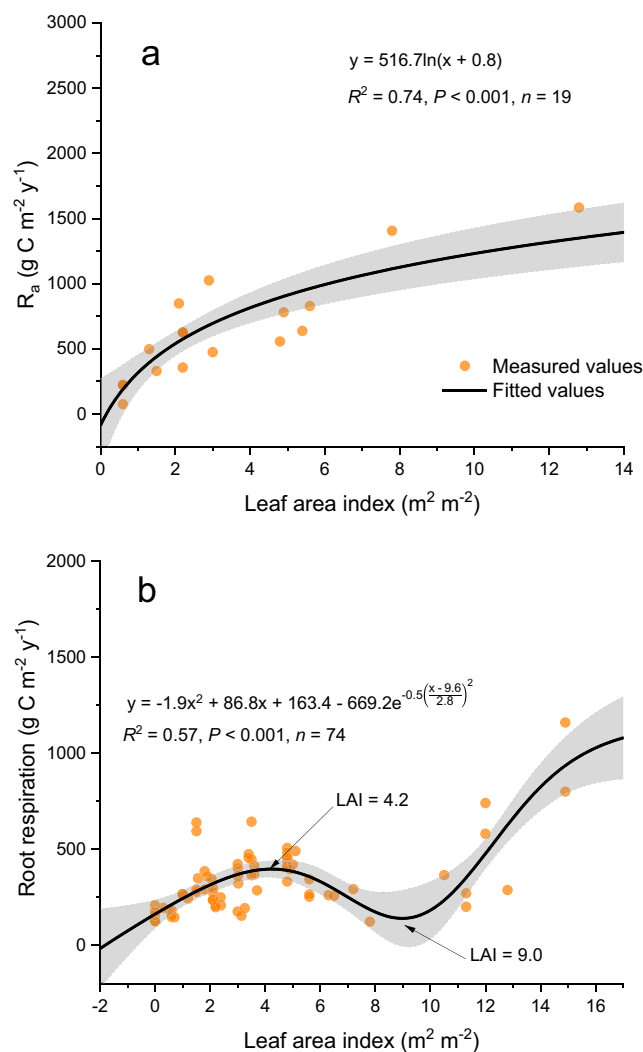 a
y = 516.7ln(x + 0.8)
R² = 0.74, P < 0.001, n = 19
3000
2500
2000
1500
1000
500
0
Rₐ (g C m⁻² y⁻¹)
Measured values
Fitted values
0 2 4 6 8 10 12 14
Leaf area index (m² m⁻²)
b
y = -1.9x² + 86.8x + 163.4 - 669.2e^(-0.5((x - 9.6)/2.8)²)
R² = 0.57, P < 0.001, n = 74
2000
1500
1000
500
0
Root respiration (g C m⁻² y⁻¹)
LAI = 4.2
LAI = 9.0
-2 0 2 4 6 8 10 12 14 16
Leaf area index (m² m⁻²)